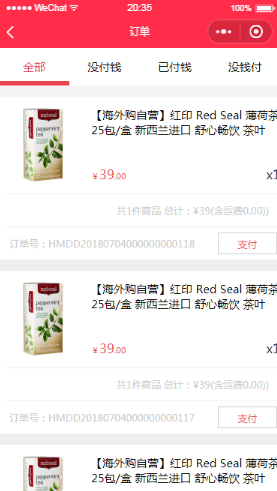 WeChat 20:35 100%
订单
全部 没付钱 已付钱 没钱付
red seal
peppermint
tea
【海外购自营】红印 Red Seal 薄荷茶
25包/盒 新西兰进口 舒心畅饮 茶叶
¥39.00 x1
共1件商品 总计：¥39(含运费0.00))
订单号：HMDD20180704000000000118 支付
red seal
peppermint
tea
【海外购自营】红印 Red Seal 薄荷茶
25包/盒 新西兰进口 舒心畅饮 茶叶
¥39.00 x1
共1件商品 总计：¥39(含运费0.00))
订单号：HMDD20180704000000000117 支付
red seal
【海外购自营】红印 Red Seal 薄荷茶
25包/盒 新西兰进口 舒心畅饮 茶叶